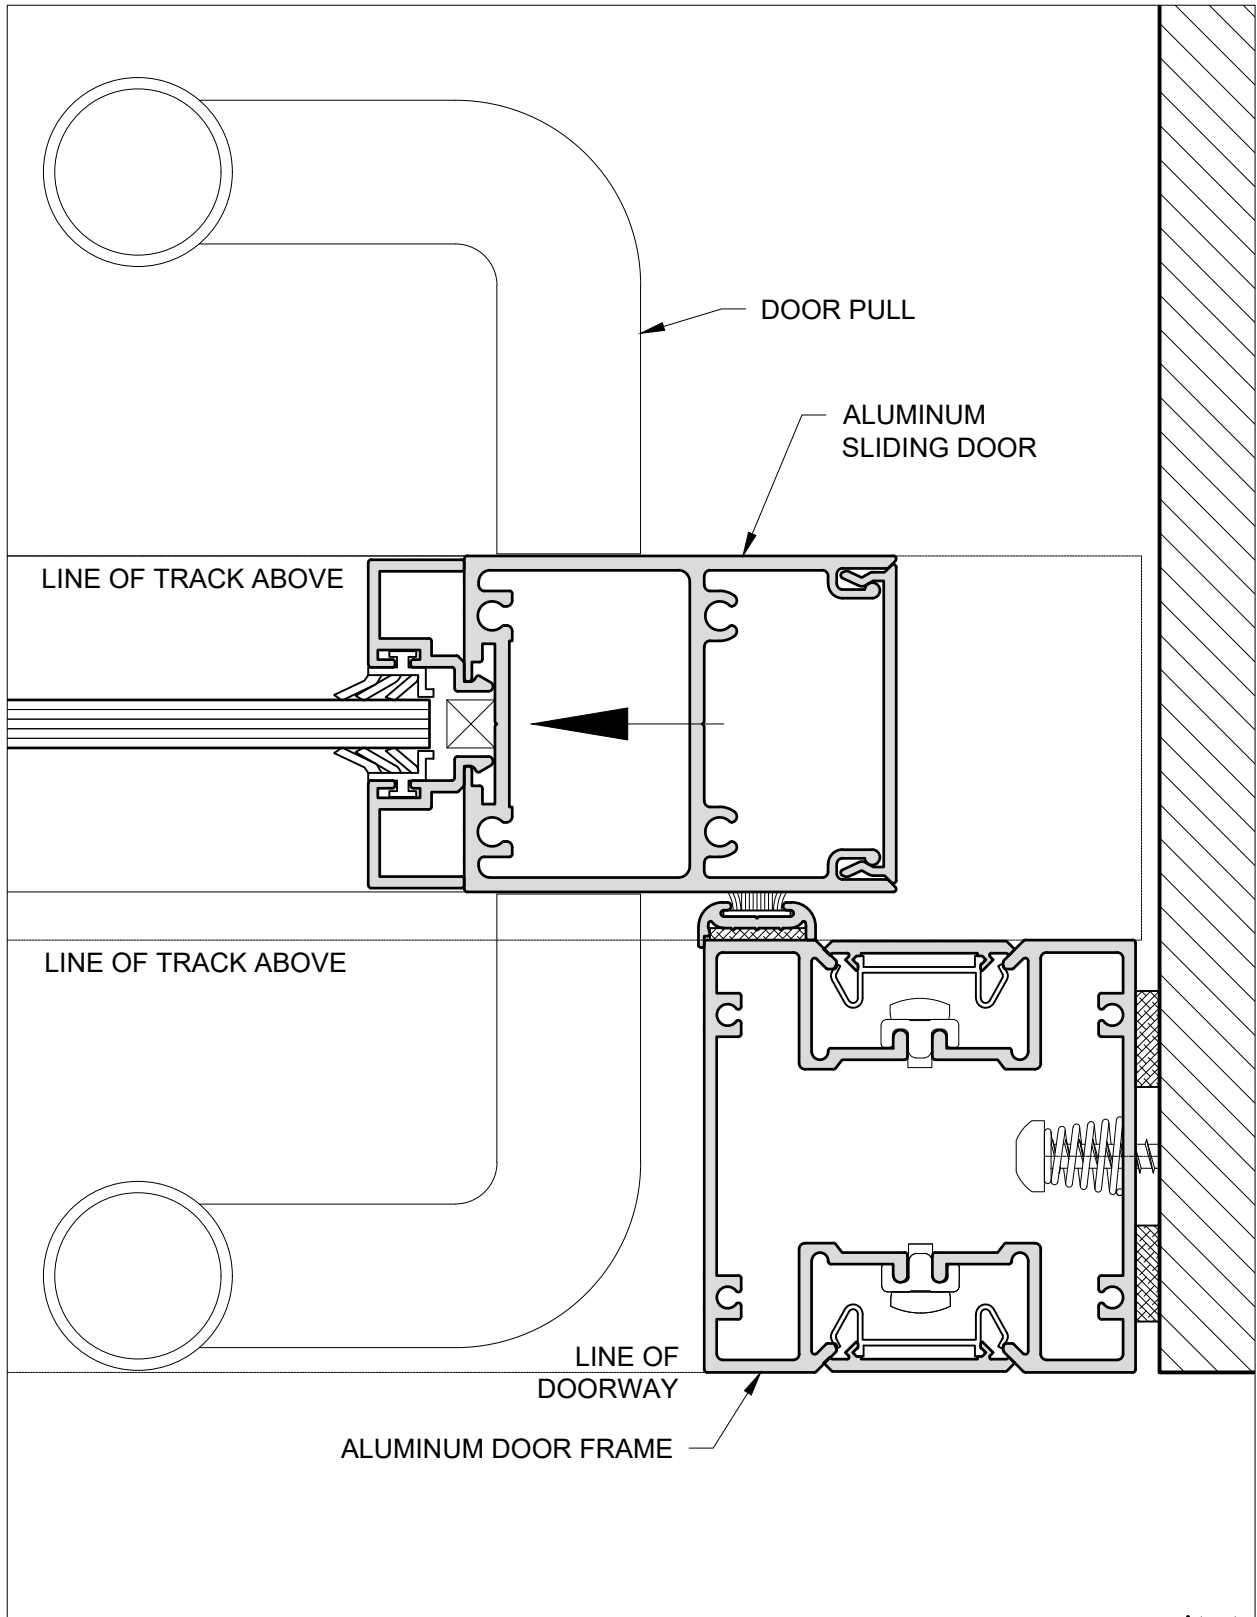 DOOR PULL
ALUMINUM
SLIDING DOOR
LINE OF TRACK ABOVE
LINE OF TRACK ABOVE
LINE OF
DOORWAY
ALUMINUM DOOR FRAME